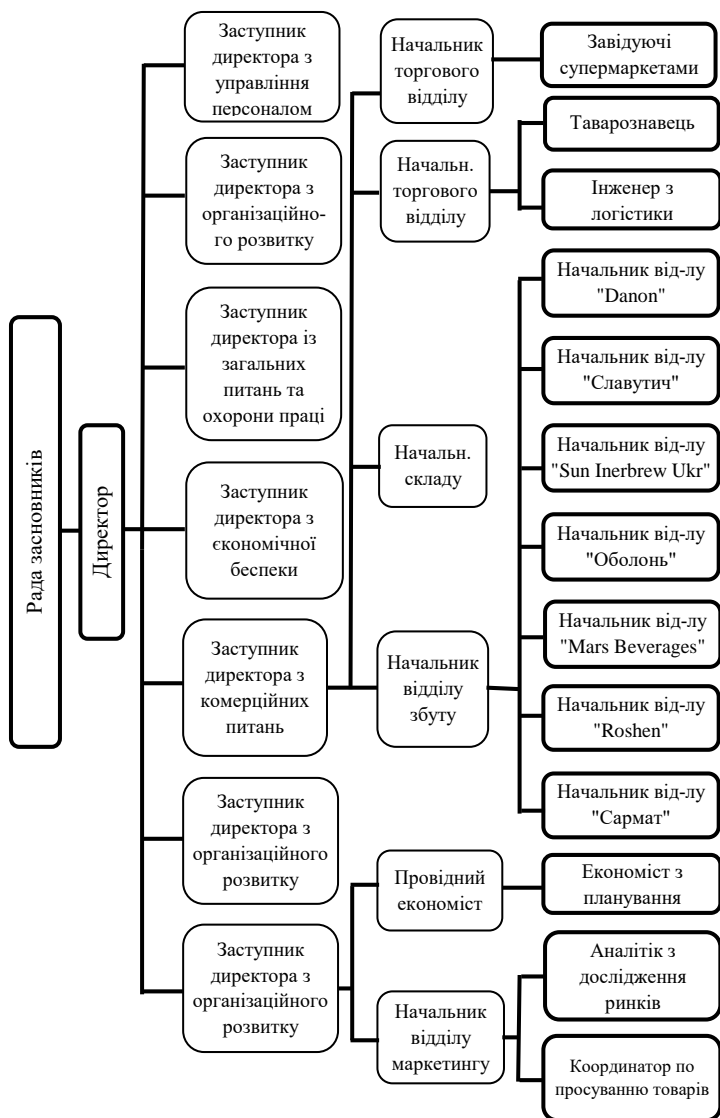 Рада засновників
Директор
Заступник
директора з
управління
персоналом
Заступник
директора з
організаційно-
го розвитку
Заступник
директора із
загальних
питань та
охорони праці
Заступник
директора з
єкономічної
беспеки
Заступник
директора з
комерційних
питань
Заступник
директора з
організаційного
розвитку
Заступник
директора з
організаційного
розвитку
Начальник
торгового
відділу
Начальн.
торгового
відділу
Начальн.
складу
Начальник
відділу
збуту
Провідний
економіст
Начальник
відділу
маркетингу
Завідуючі
супермаркетами
Таварознавець
Інженер з
логістики
Начальник від-лу
"Danon"
Начальник від-лу
"Славутич"
Начальник від-лу
"Sun Inerbrew Ukr"
Начальник від-лу
"Оболонь"
Начальник від-лу
"Mars Beverages"
Начальник від-лу
"Roshen"
Начальник від-лу
"Сармат"
Економіст з
планування
Аналітік з
дослідження
ринків
Координатор по
просуванню товарів